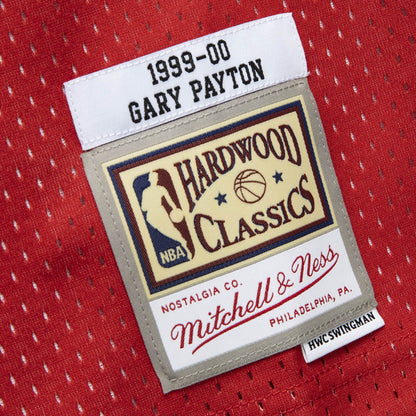 1999-00
GARY PAYTON
HARDWOOD
CLASSICS
NBA
NOSTALGIA CO.
Mitchell & Ness
PHILADELPHIA, PA.
HWC SWINGMAN